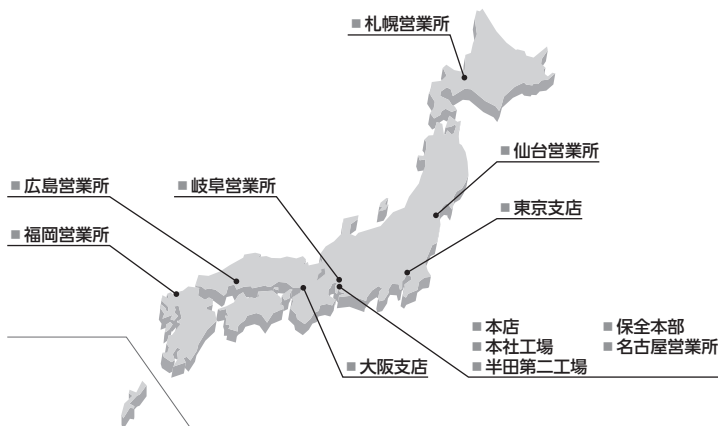 ■札幌営業所
■仙台営業所
■広島営業所
■岐阜営業所
■東京支店
■福岡営業所
■本店
■保全本部
■本社工場
■名古屋営業所
■半田第二工場
■大阪支店